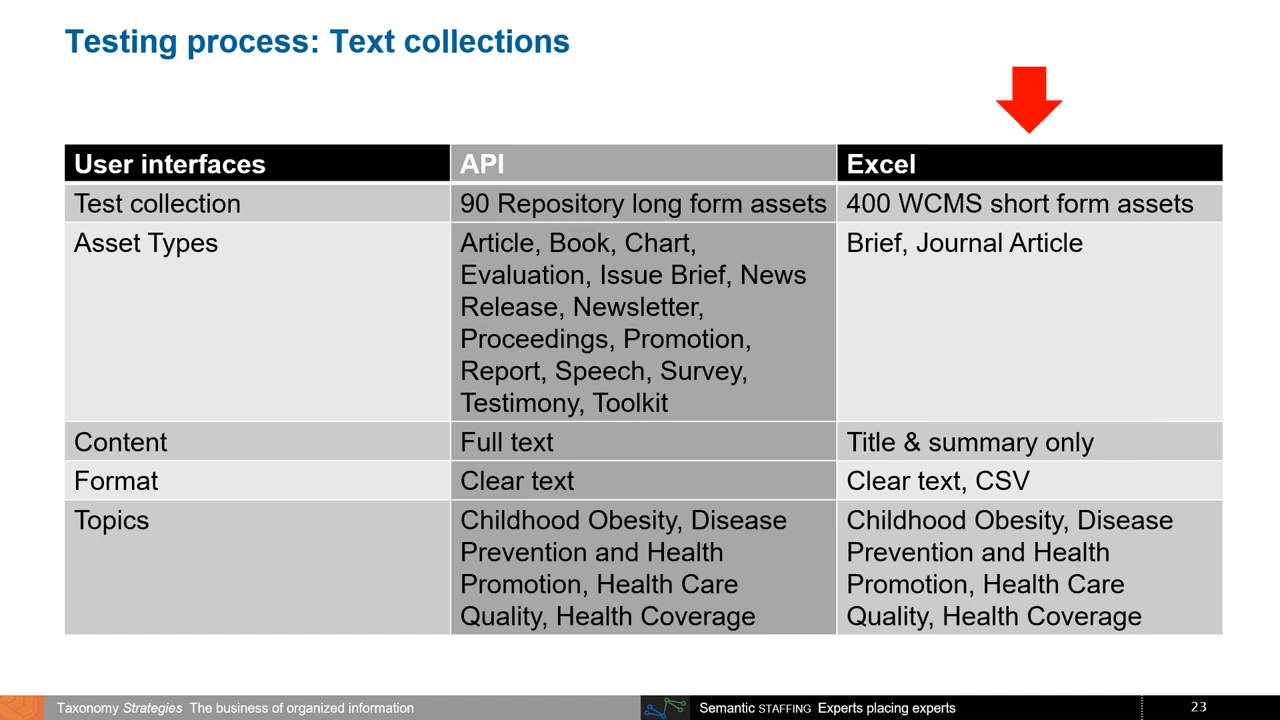 Testing process: Text collections
User interfaces
API
Excel
Test collection
90 Repository long form assets
400 WCMS short form assets
Asset Types
Article, Book, Chart,
Evaluation, Issue Brief, News
Release, Newsletter,
Proceedings, Promotion,
Report, Speech, Survey,
Testimony, Toolkit
Brief, Journal Article
Content
Full text
Title & summary only
Format
Clear text
Clear text, CSV
Topics
Childhood Obesity, Disease
Prevention and Health
Promotion, Health Care
Quality, Health Coverage
Childhood Obesity, Disease
Prevention and Health
Promotion, Health Care
Quality, Health Coverage
Taxonomy Strategies The business of organized information
Semantic STAFFING Experts placing experts
23